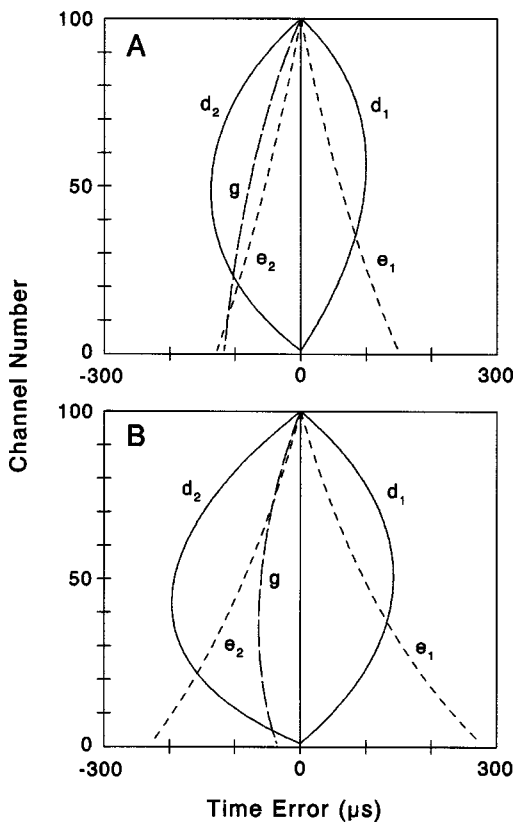 100
A
d₂
d₁
50
g
e₂
e₁
0
-300
0
300
Channel Number
100
B
d₂
d₁
50
g
e₂
e₁
0
-300
0
300
Time Error (μs)